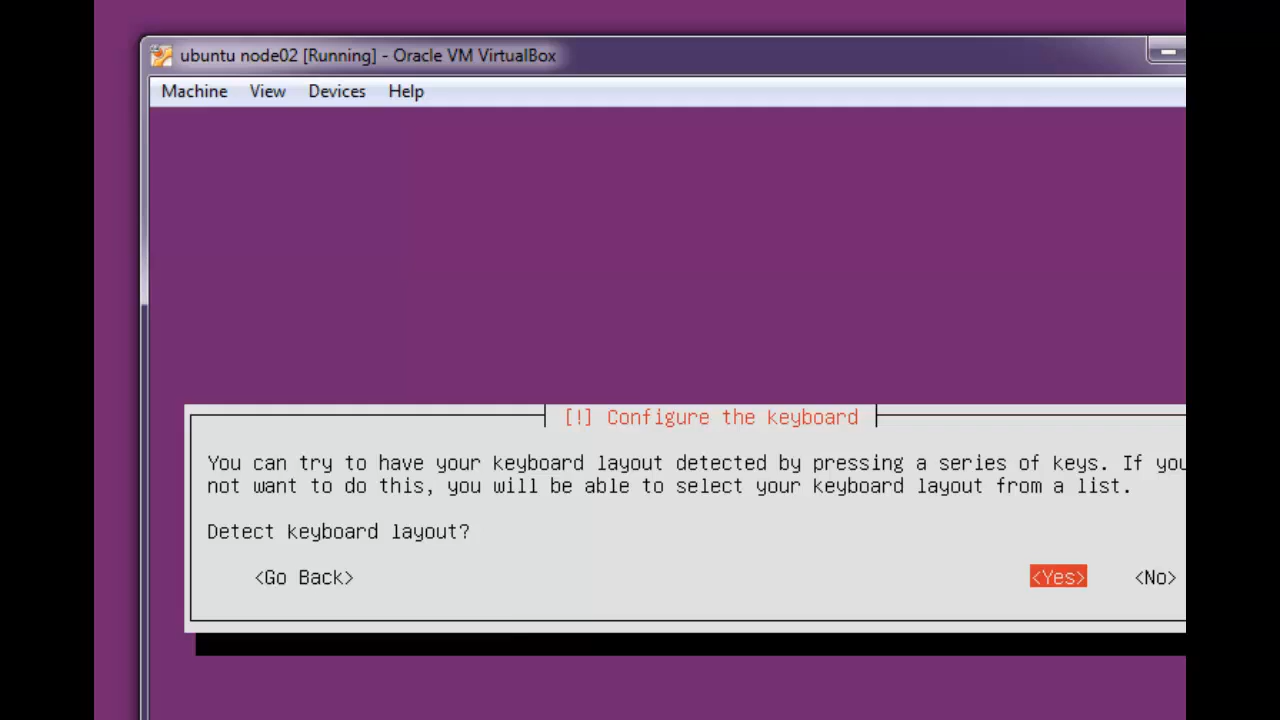 ubuntu node02 [Running] - Oracle VM VirtualBox
Machine View Devices Help
[!] Configure the keyboard
You can try to have your keyboard layout detected by pressing a series of keys. If you
not want to do this, you will be able to select your keyboard layout from a list.
Detect keyboard layout?
<Go Back> <Yes> <No>